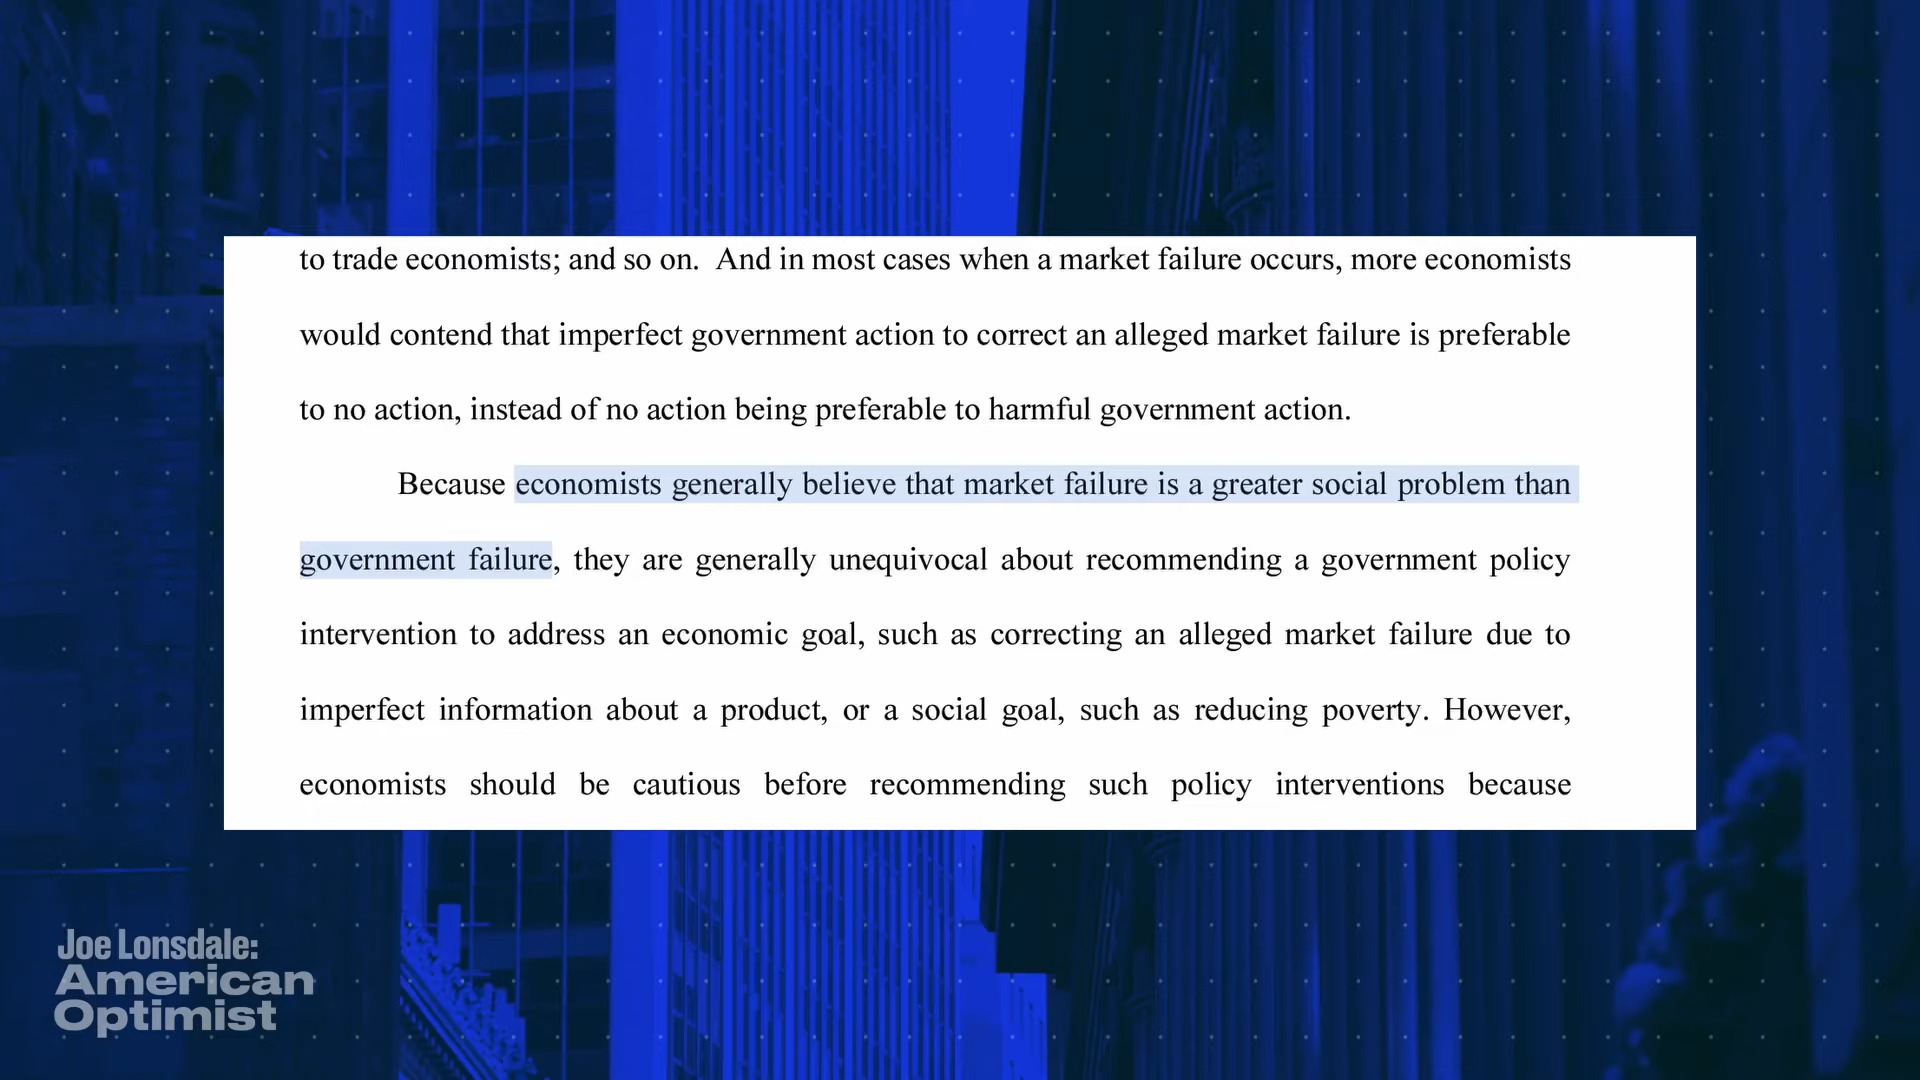 to trade economists; and so on.  And in most cases when a market failure occurs, more economists
would contend that imperfect government action to correct an alleged market failure is preferable
to no action, instead of no action being preferable to harmful government action.
Because economists generally believe that market failure is a greater social problem than
government failure, they are generally unequivocal about recommending a government policy
intervention to address an economic goal, such as correcting an alleged market failure due to
imperfect information about a product, or a social goal, such as reducing poverty. However,
economists should be cautious before recommending such policy interventions because
Joe Lonsdale:
American
Optimist